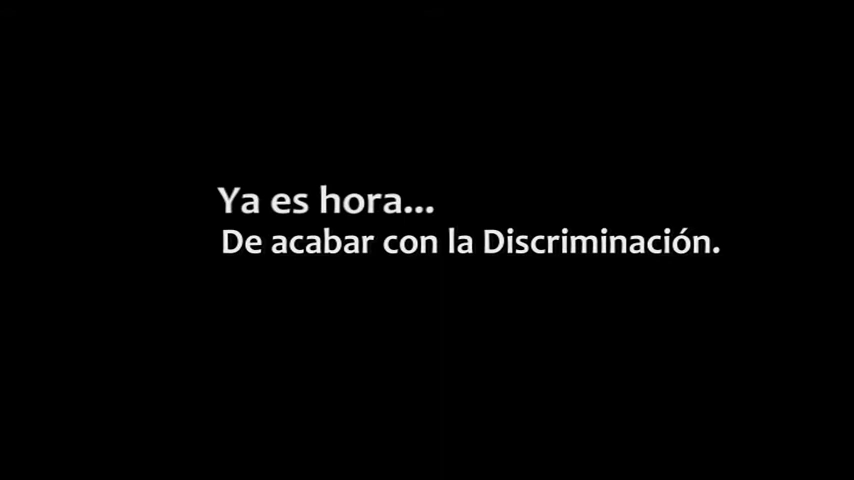 Ya es hora...
De acabar con la Discriminación.